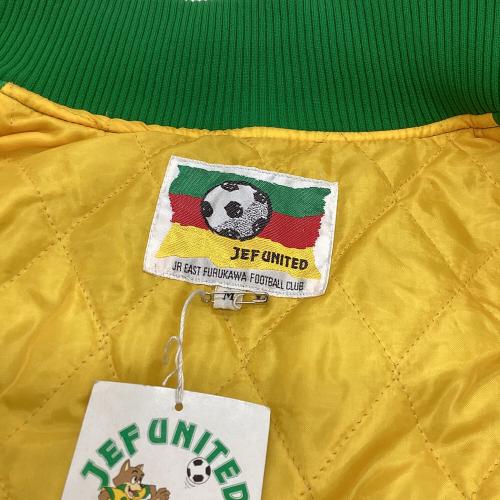 JEF UNITED
JR EAST FURUKAWA FOOTBALL CLUB
M
JEF UNITED